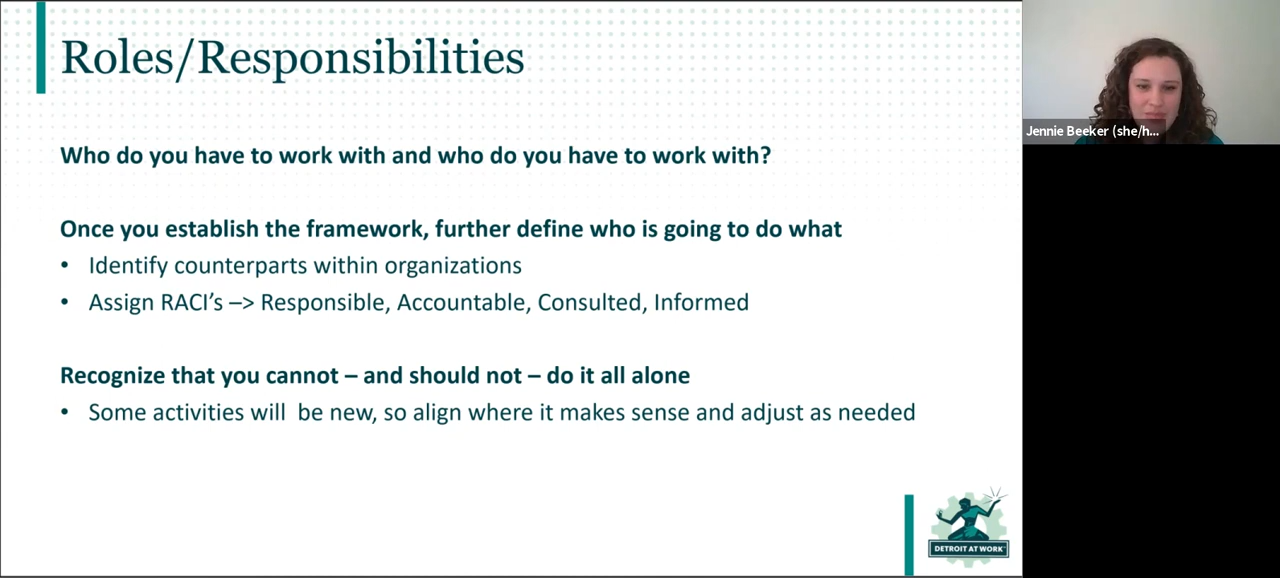 Roles/Responsibilities
Who do you have to work with and who do you have to work with?
Once you establish the framework, further define who is going to do what
• Identify counterparts within organizations
• Assign RACI’s –> Responsible, Accountable, Consulted, Informed
Recognize that you cannot – and should not – do it all alone
• Some activities will  be new, so align where it makes sense and adjust as needed
DETROIT AT WORK
Jennie Beeker (she/h...